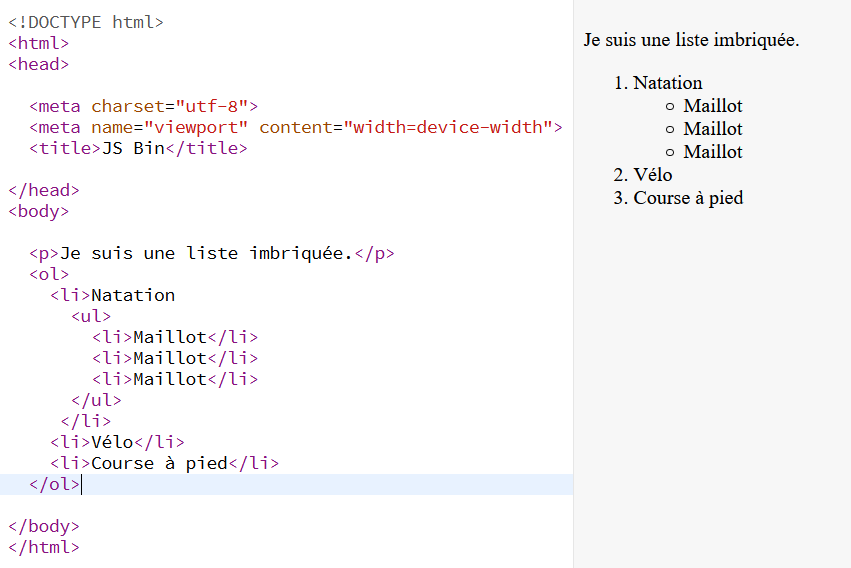 <!DOCTYPE html>
<html>
<head>
<meta charset="utf-8">
<meta name="viewport" content="width=device-width">
<title>JS Bin</title>
</head>
<body>
<p>Je suis une liste imbriquée.</p>
<ol>
<li>Natation
<ul>
<li>Maillot</li>
<li>Maillot</li>
<li>Maillot</li>
</ul>
</li>
<li>Vélo</li>
<li>Course à pied</li>
</ol>
</body>
</html>
Je suis une liste imbriquée.
1. Natation
Maillot
Maillot
Maillot
2. Vélo
3. Course à pied